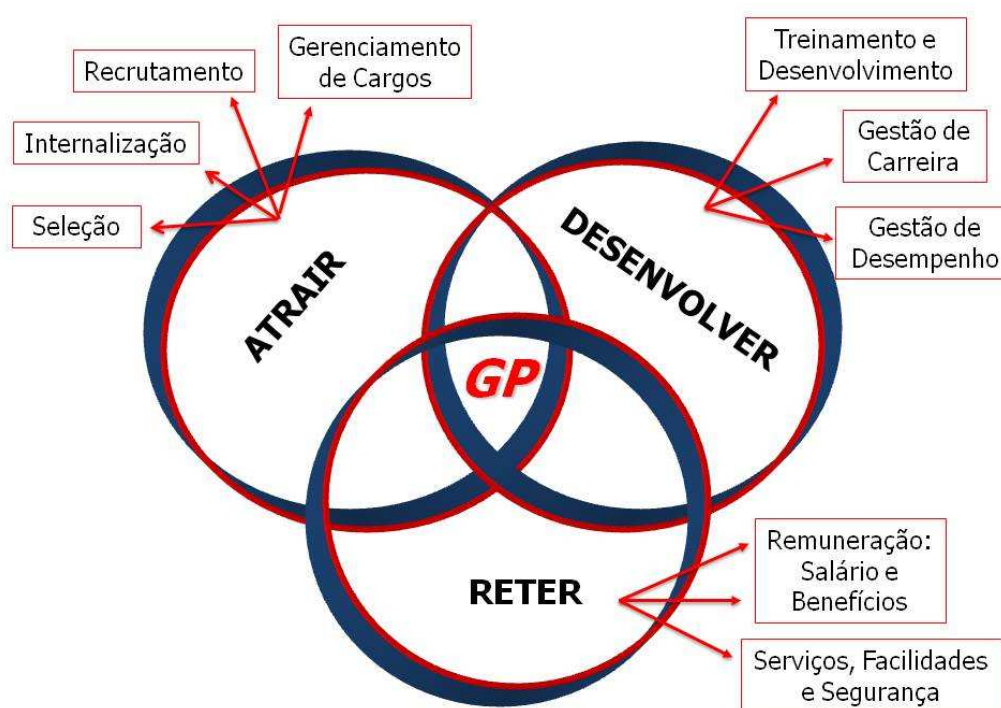 Gerenciamento
de Cargos
Recrutamento
Internalização
Seleção
Treinamento e
Desenvolvimento
Gestão de
Carreira
Gestão de
Desempenho
ATRAIR
DESENVOLVER
GP
RETER
Remuneração:
Salário e
Benefícios
Serviços, Facilidades
e Segurança